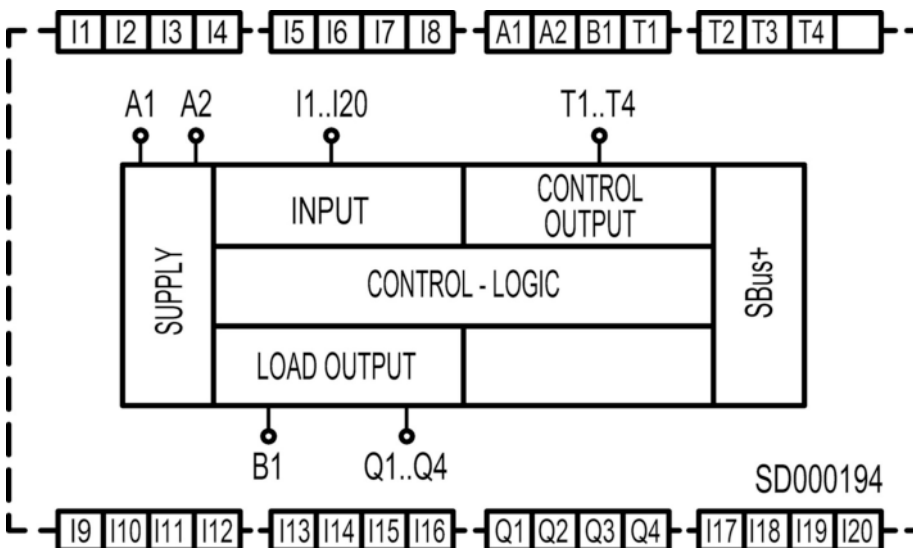 I1 I2 I3 I4 I5 I6 I7 I8 A1 A2 B1 T1 T2 T3 T4
A1 A2 I1..I20 T1..T4
SUPPLY
INPUT
CONTROL
OUTPUT
CONTROL - LOGIC
LOAD OUTPUT
SBus+
B1 Q1..Q4
SD000194
I9 I10 I11 I12 I13 I14 I15 I16 Q1 Q2 Q3 Q4 I17 I18 I19 I20